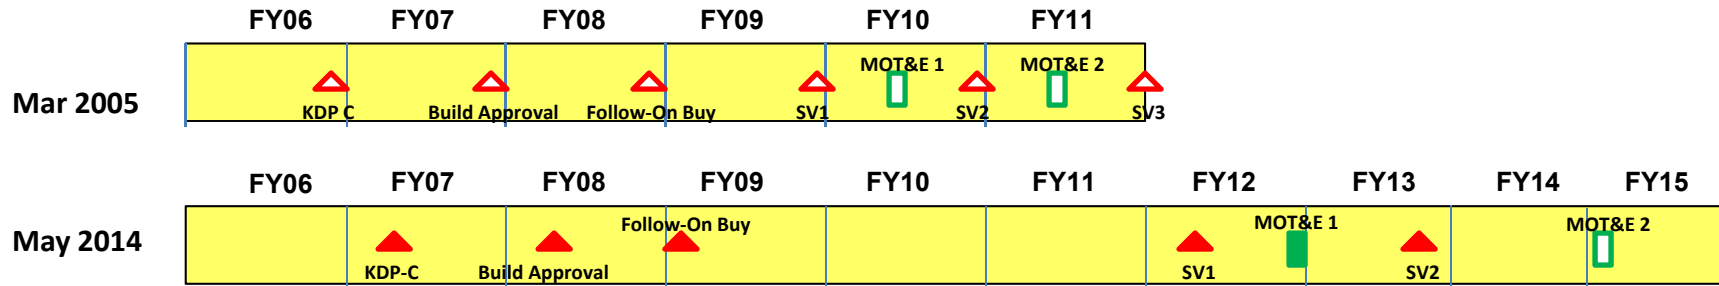 FY06 FY07 FY08 FY09 FY10 FY11
MOT&E 1 MOT&E 2
Mar 2005
KDP C Build Approval Follow-On Buy SV1 SV2 SV3
FY06 FY07 FY08 FY09 FY10 FY11 FY12 FY13 FY14 FY15
Follow-On Buy MOT&E 1 MOT&E 2
May 2014
KDP-C Build Approval SV1 SV2